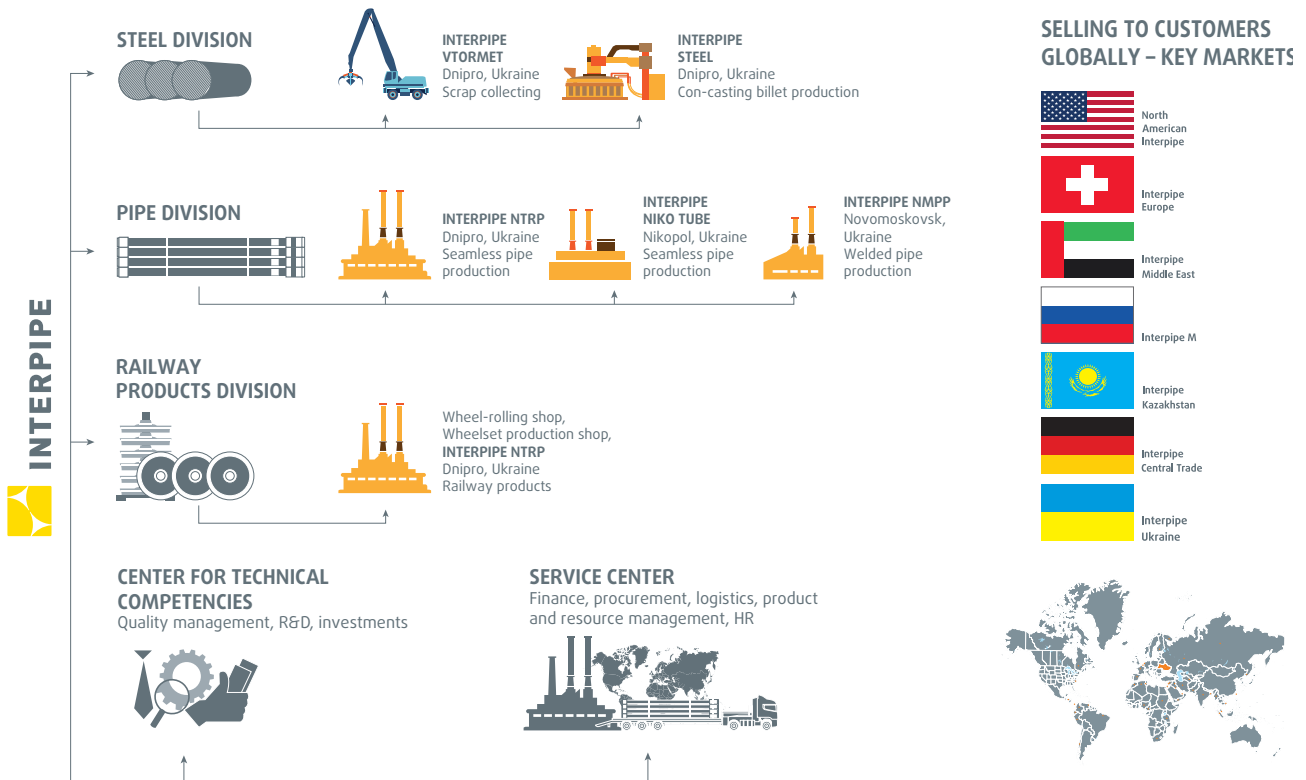 INTERPIPE
STEEL DIVISION
INTERPIPE
VTORMET
Dnipro, Ukraine
Scrap collecting
INTERPIPE
STEEL
Dnipro, Ukraine
Con-casting billet production
PIPE DIVISION
INTERPIPE NTRP
Dnipro, Ukraine
Seamless pipe
production
INTERPIPE
NIKO TUBE
Nikopol, Ukraine
Seamless pipe
production
INTERPIPE NMPP
Novomoskovsk,
Ukraine
Welded pipe
production
RAILWAY
PRODUCTS DIVISION
Wheel-rolling shop,
Wheelset production shop,
INTERPIPE NTRP
Dnipro, Ukraine
Railway products
CENTER FOR TECHNICAL
COMPETENCIES
Quality management, R&D, investments
SERVICE CENTER
Finance, procurement, logistics, product
and resource management, HR
SELLING TO CUSTOMERS
GLOBALLY – KEY MARKETS
North
American
Interpipe
Interpipe
Europe
Interpipe
Middle East
Interpipe M
Interpipe
Kazakhstan
Interpipe
Central Trade
Interpipe
Ukraine